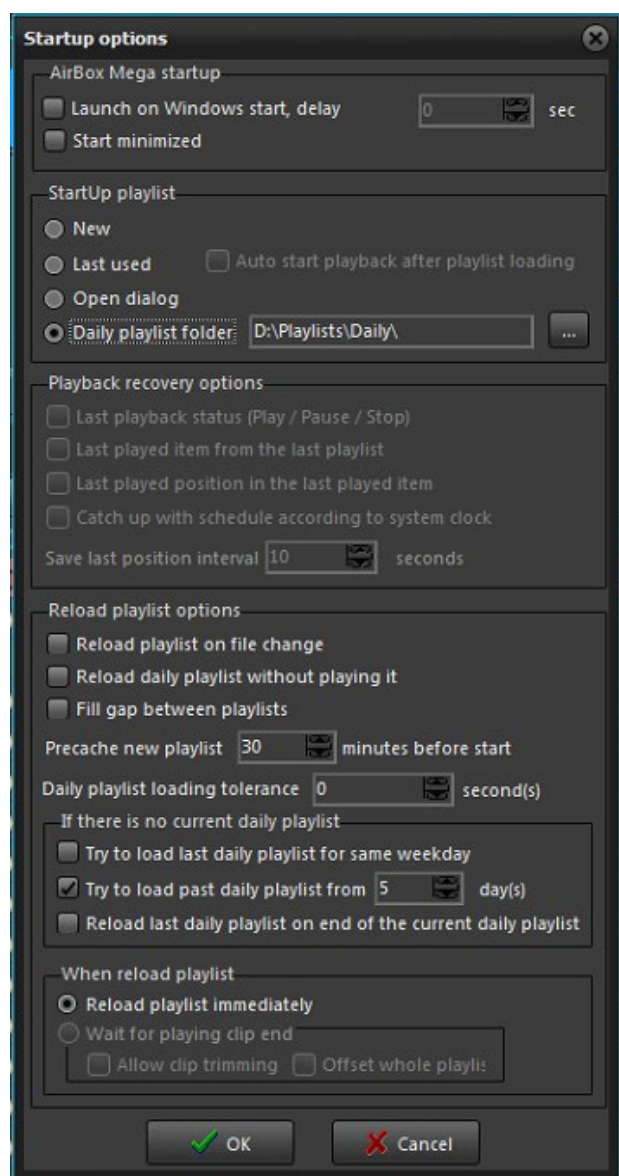 Startup options
AirBox Mega startup
Launch on Windows start, delay 0 sec
Start minimized
StartUp playlist
New
Last used Auto start playback after playlist loading
Open dialog
Daily playlist folder D:\Playlists\Daily\ ...
Playback recovery options
Last playback status (Play / Pause / Stop)
Last played item from the last playlist
Last played position in the last played item
Catch up with schedule according to system clock
Save last position interval 10 seconds
Reload playlist options
Reload playlist on file change
Reload daily playlist without playing it
Fill gap between playlists
Precache new playlist 30 minutes before start
Daily playlist loading tolerance 0 second(s)
If there is no current daily playlist
Try to load last daily playlist for same weekday
Try to load past daily playlist from 5 day(s)
Reload last daily playlist on end of the current daily playlist
When reload playlist
Reload playlist immediately
Wait for playing clip end
Allow clip trimming Offset whole playlis
OK Cancel